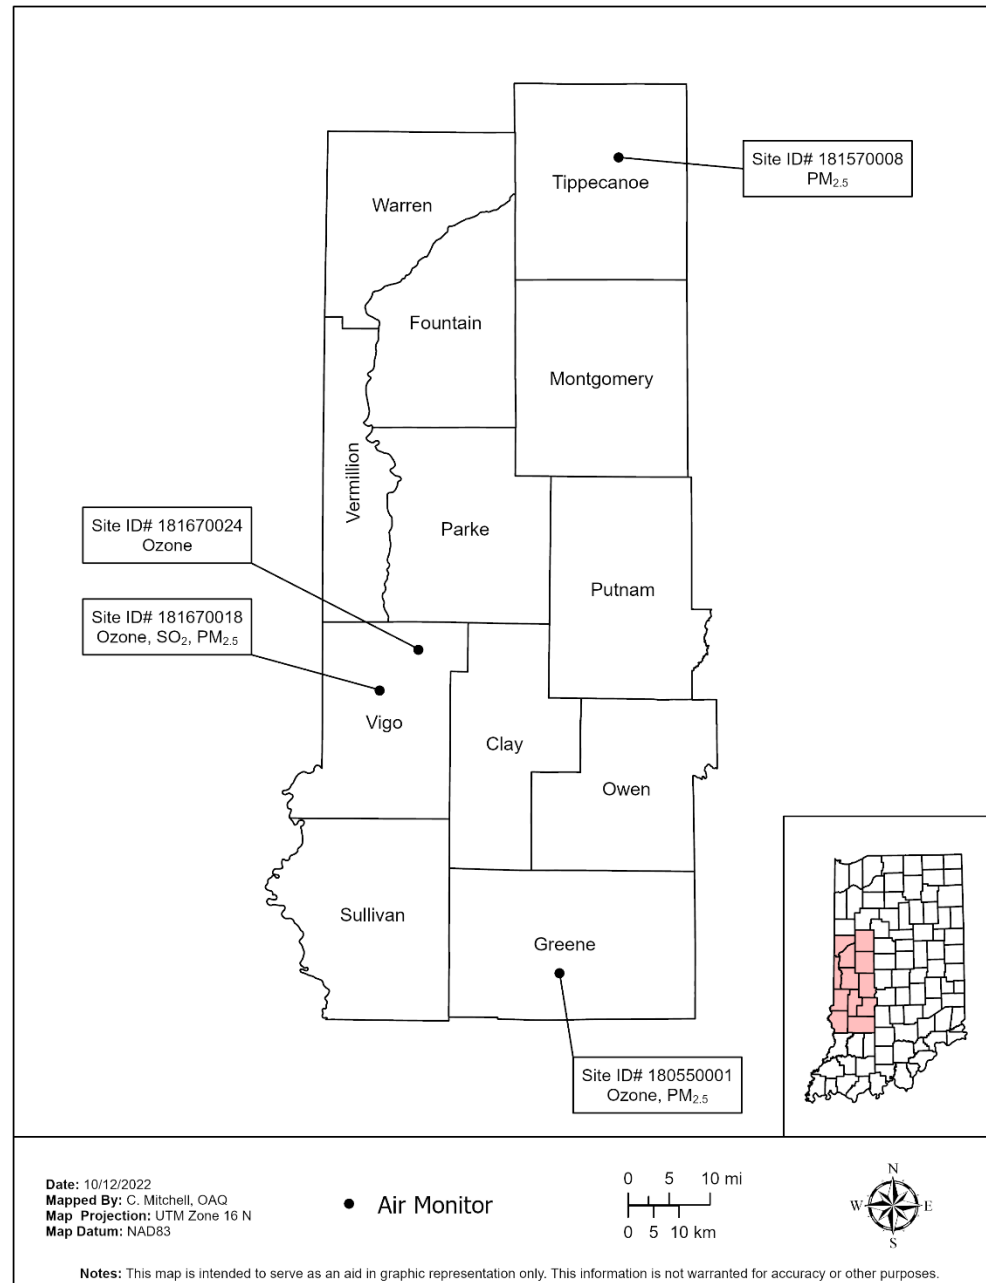 Site ID# 181570008
PM2.5
Tippecanoe
Warren
Fountain
Montgomery
Vermillion
Site ID# 181670024
Ozone
Parke
Putnam
Site ID# 181670018
Ozone, SO2, PM2.5
Vigo
Clay
Owen
Sullivan
Greene
Site ID# 180550001
Ozone, PM2.5
Date: 10/12/2022
Mapped By: C. Mitchell, OAQ
Map Projection: UTM Zone 16 N
Map Datum: NAD83
Air Monitor
0 5 10 mi
0 5 10 km
N
W E
S
Notes: This map is intended to serve as an aid in graphic representation only. This information is not warranted for accuracy or other purposes.